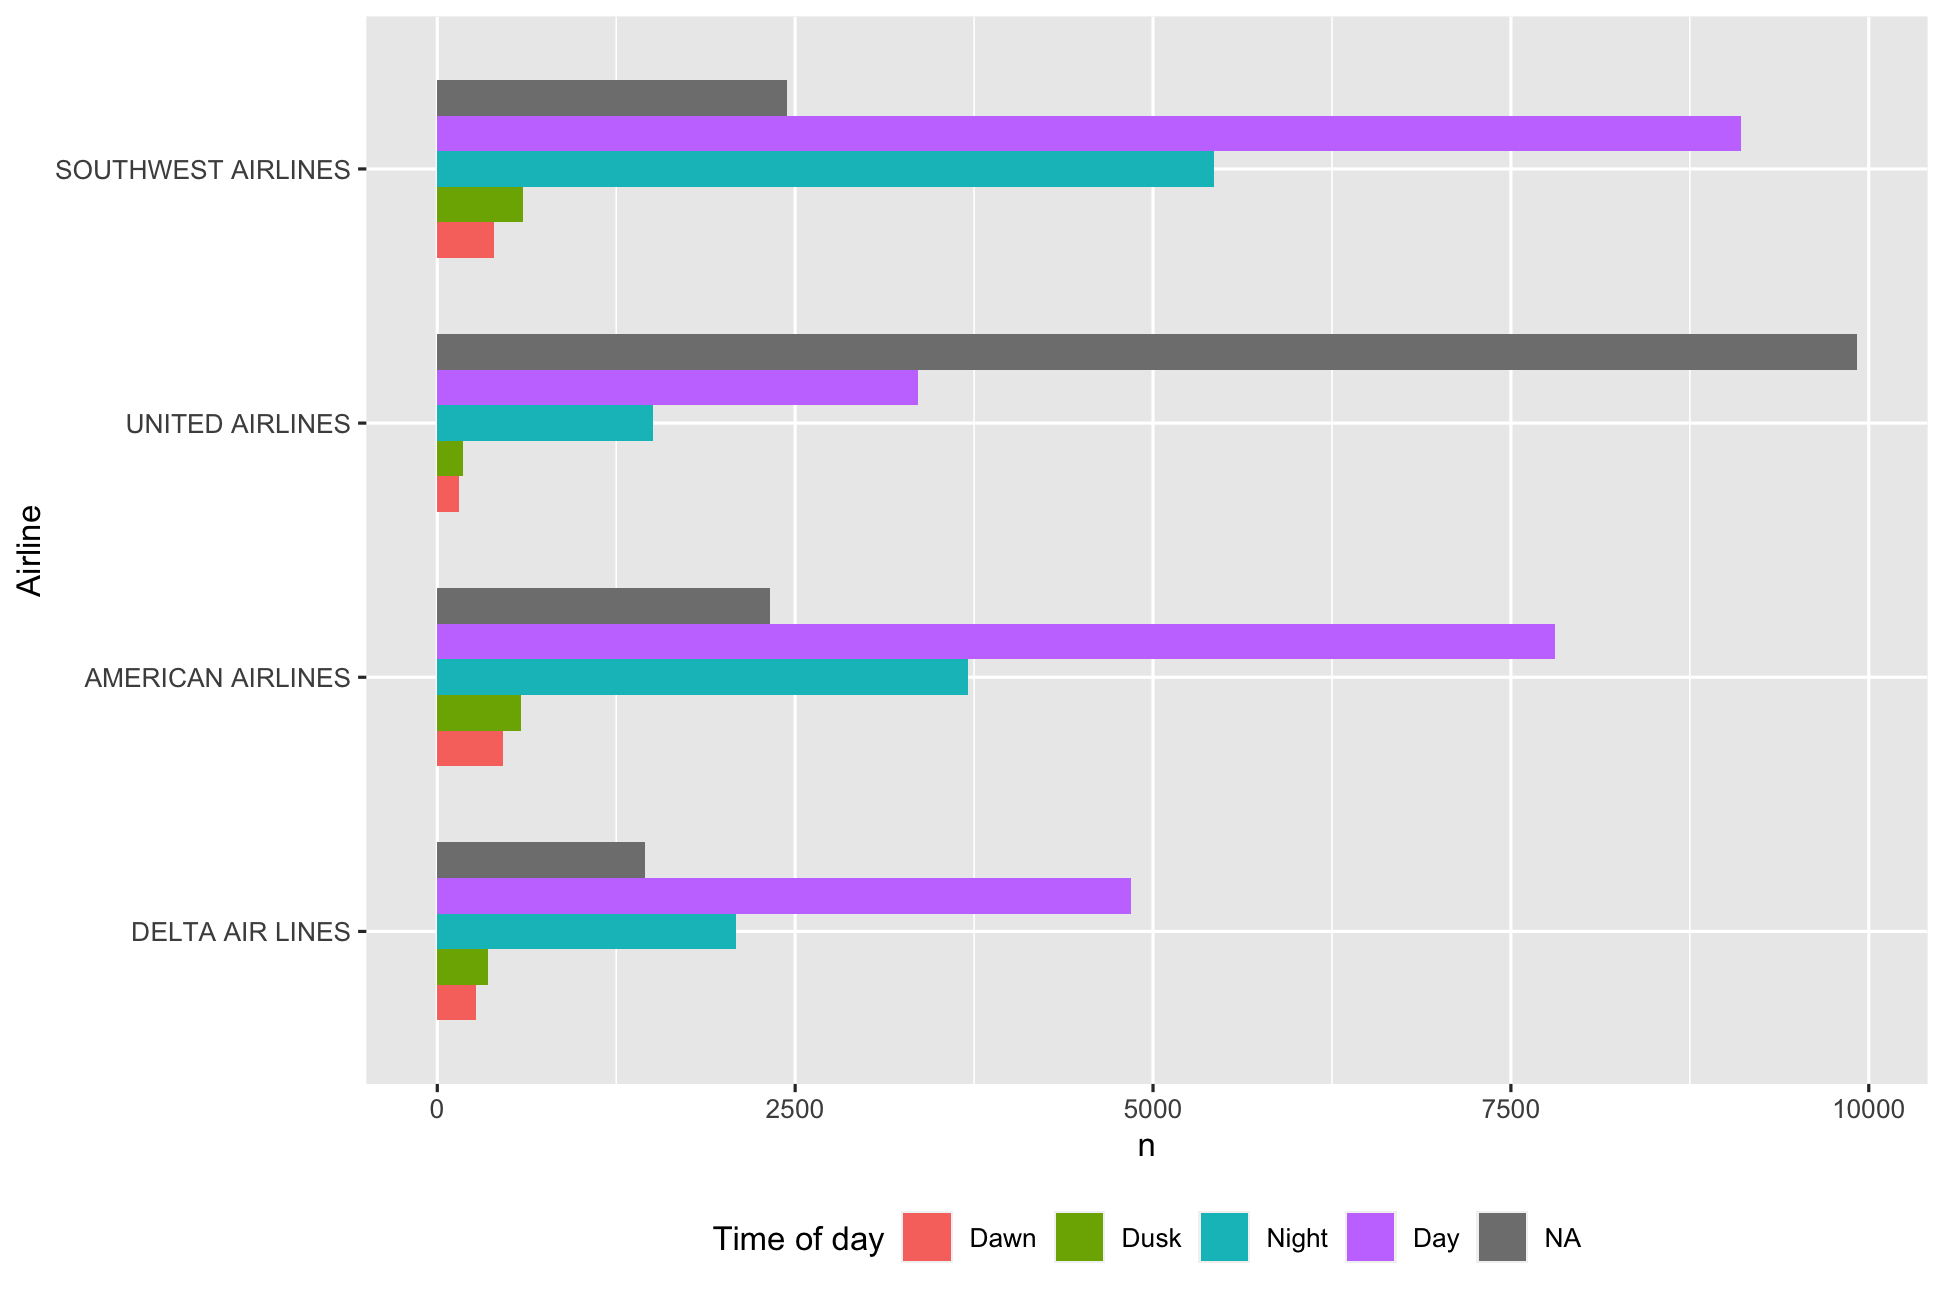 SOUTHWEST AIRLINES
UNITED AIRLINES
AMERICAN AIRLINES
DELTA AIR LINES
Airline
0 2500 5000 7500 10000
n
Time of day Dawn Dusk Night Day NA